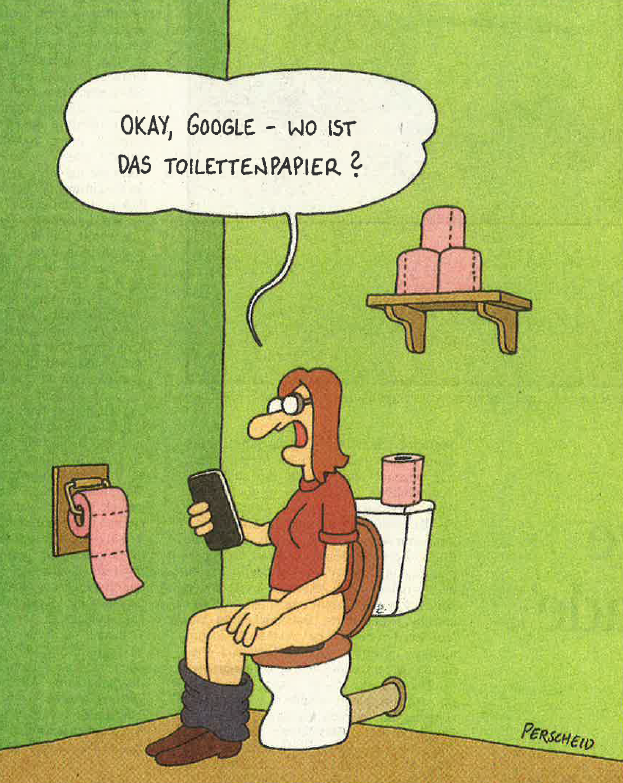 OKAY, GOOGLE - WO IST
DAS TOILETTENPAPIER?
PERSCHEID